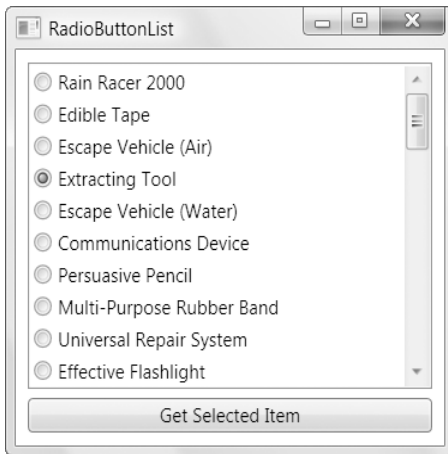 RadioButtonList
Rain Racer 2000
Edible Tape
Escape Vehicle (Air)
Extracting Tool
Escape Vehicle (Water)
Communications Device
Persuasive Pencil
Multi-Purpose Rubber Band
Universal Repair System
Effective Flashlight
Get Selected Item